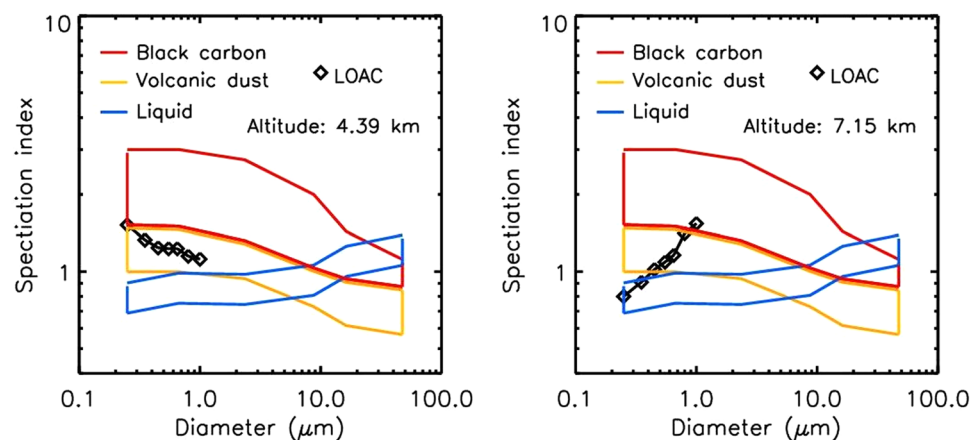 10
Black carbon
Volcanic dust
LOAC
Liquid
Altitude: 4.39 km
1
Spectiation index
0.1
1.0
10.0
100.0
Diameter (μm)
10
Black carbon
Volcanic dust
LOAC
Liquid
Altitude: 7.15 km
1
Spectiation index
0.1
1.0
10.0
100.0
Diameter (μm)